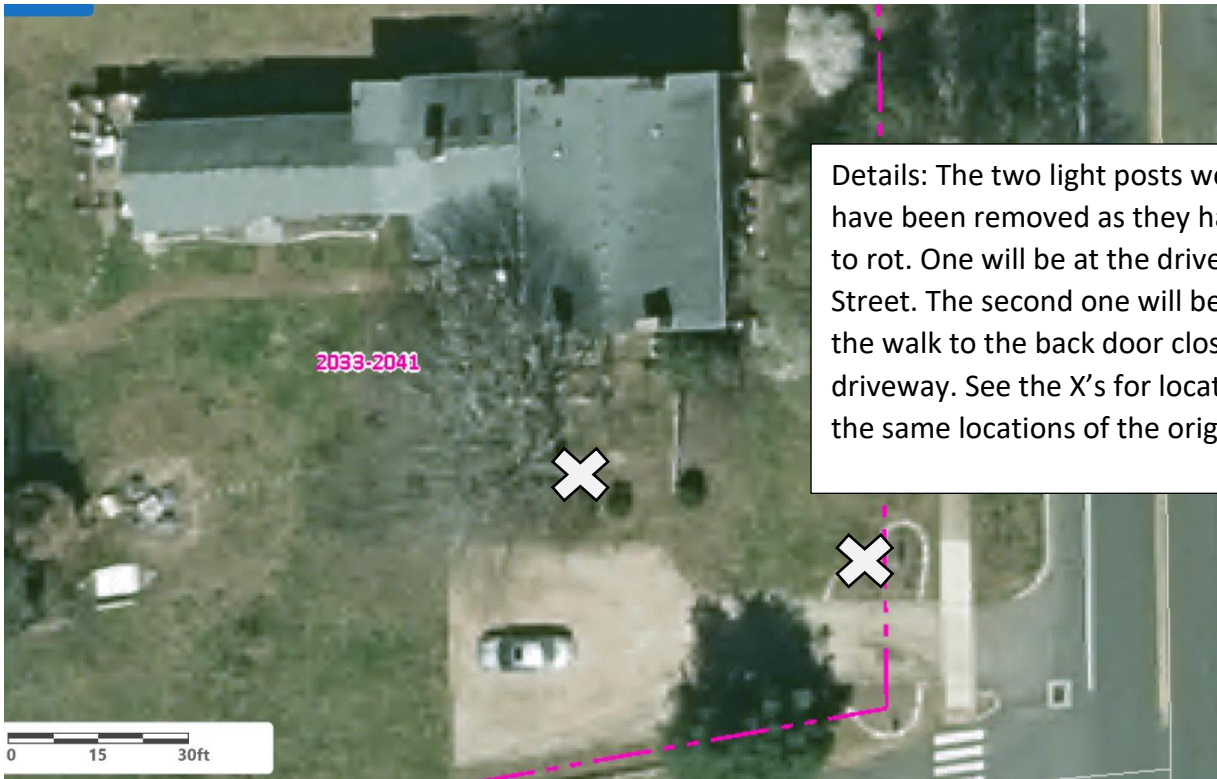 Details: The two light posts we
have been removed as they ha
to rot. One will be at the drive
Street. The second one will be
the walk to the back door clos
driveway. See the X’s for locat
the same locations of the orig
2033-2041
0 15 30ft